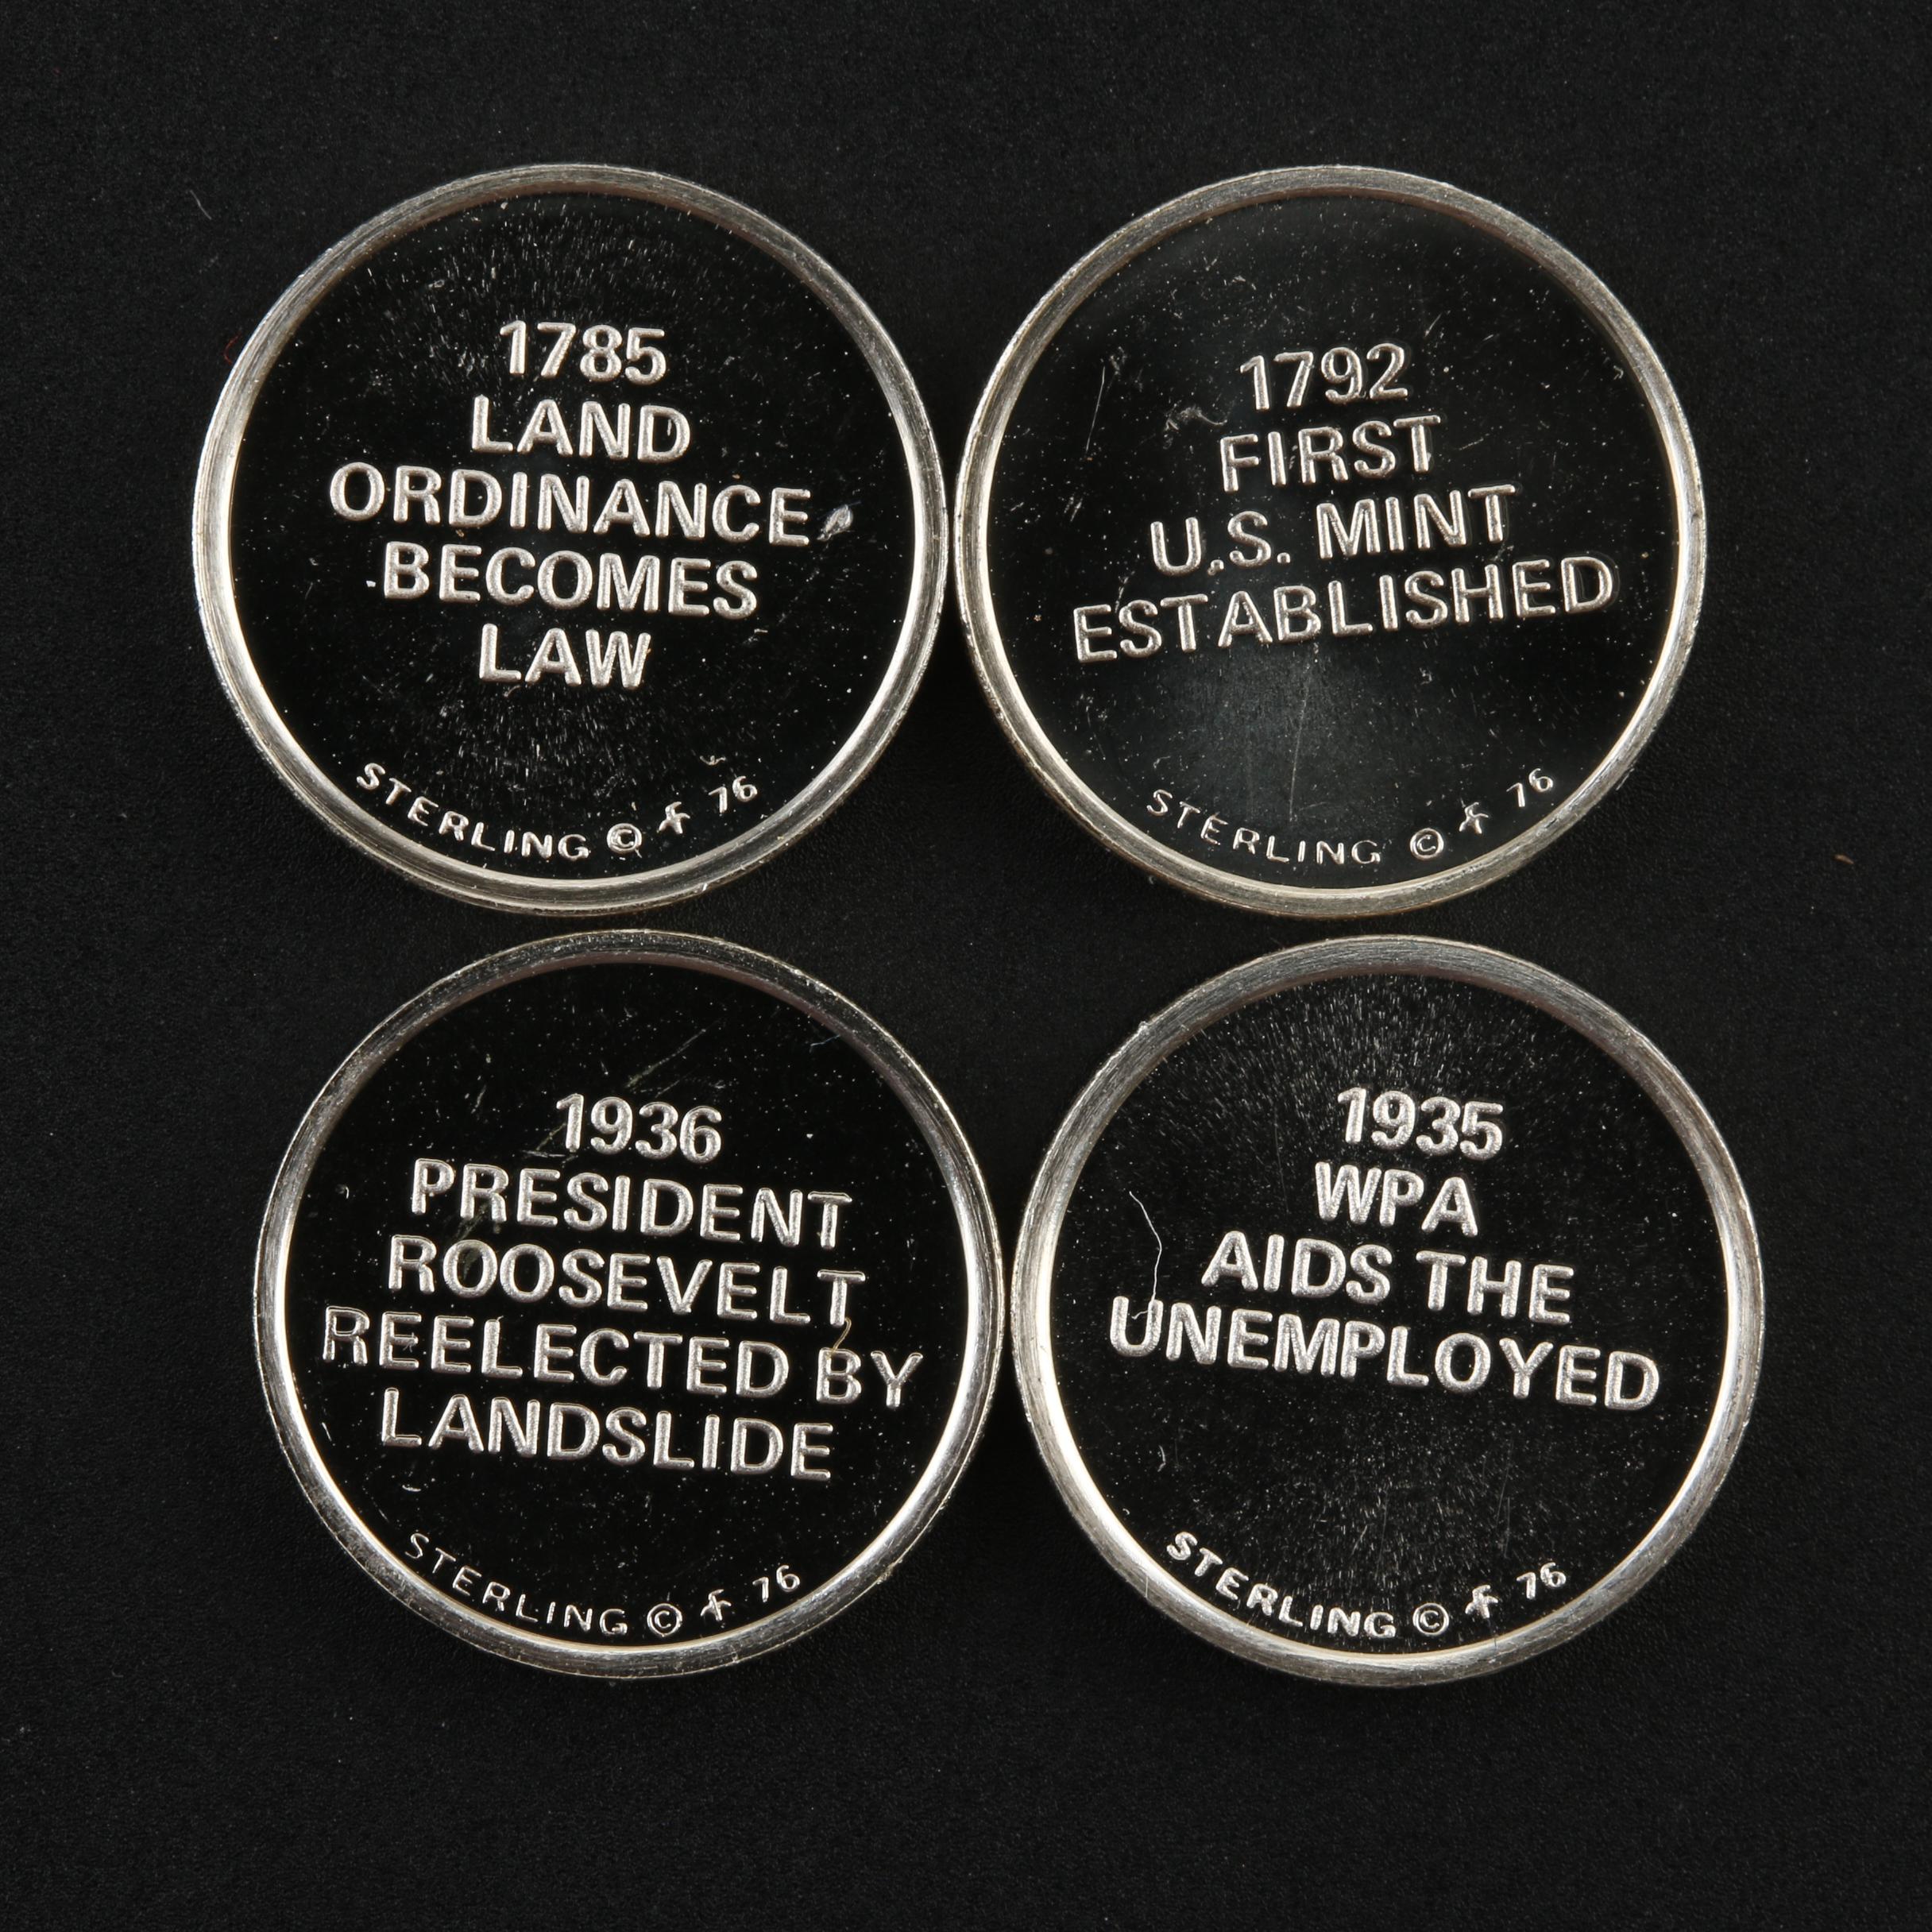 1785
LAND
ORDINANCE
BECOMES
LAW
STERLING © 76
1792
FIRST
U.S. MINT
ESTABLISHED
STERLING © 76
1936
PRESIDENT
ROOSEVELT
REELECTED BY
LANDSLIDE
STERLING © 76
1935
WPA
AIDS THE
UNEMPLOYED
STERLING © 76